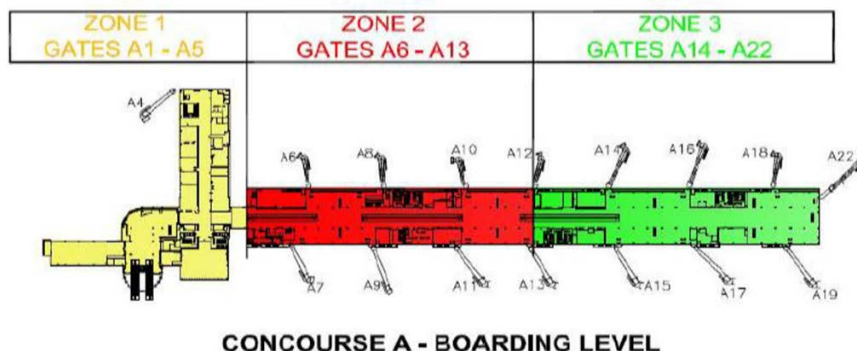 ZONE 1
GATES A1 - A5
ZONE 2
GATES A6 - A13
ZONE 3
GATES A14 - A22
A4
A6
A8
A10
A12
A14
A16
A18
A22
A7
A9
A11
A13
A15
A17
A19
CONCOURSE A - BOARDING LEVEL